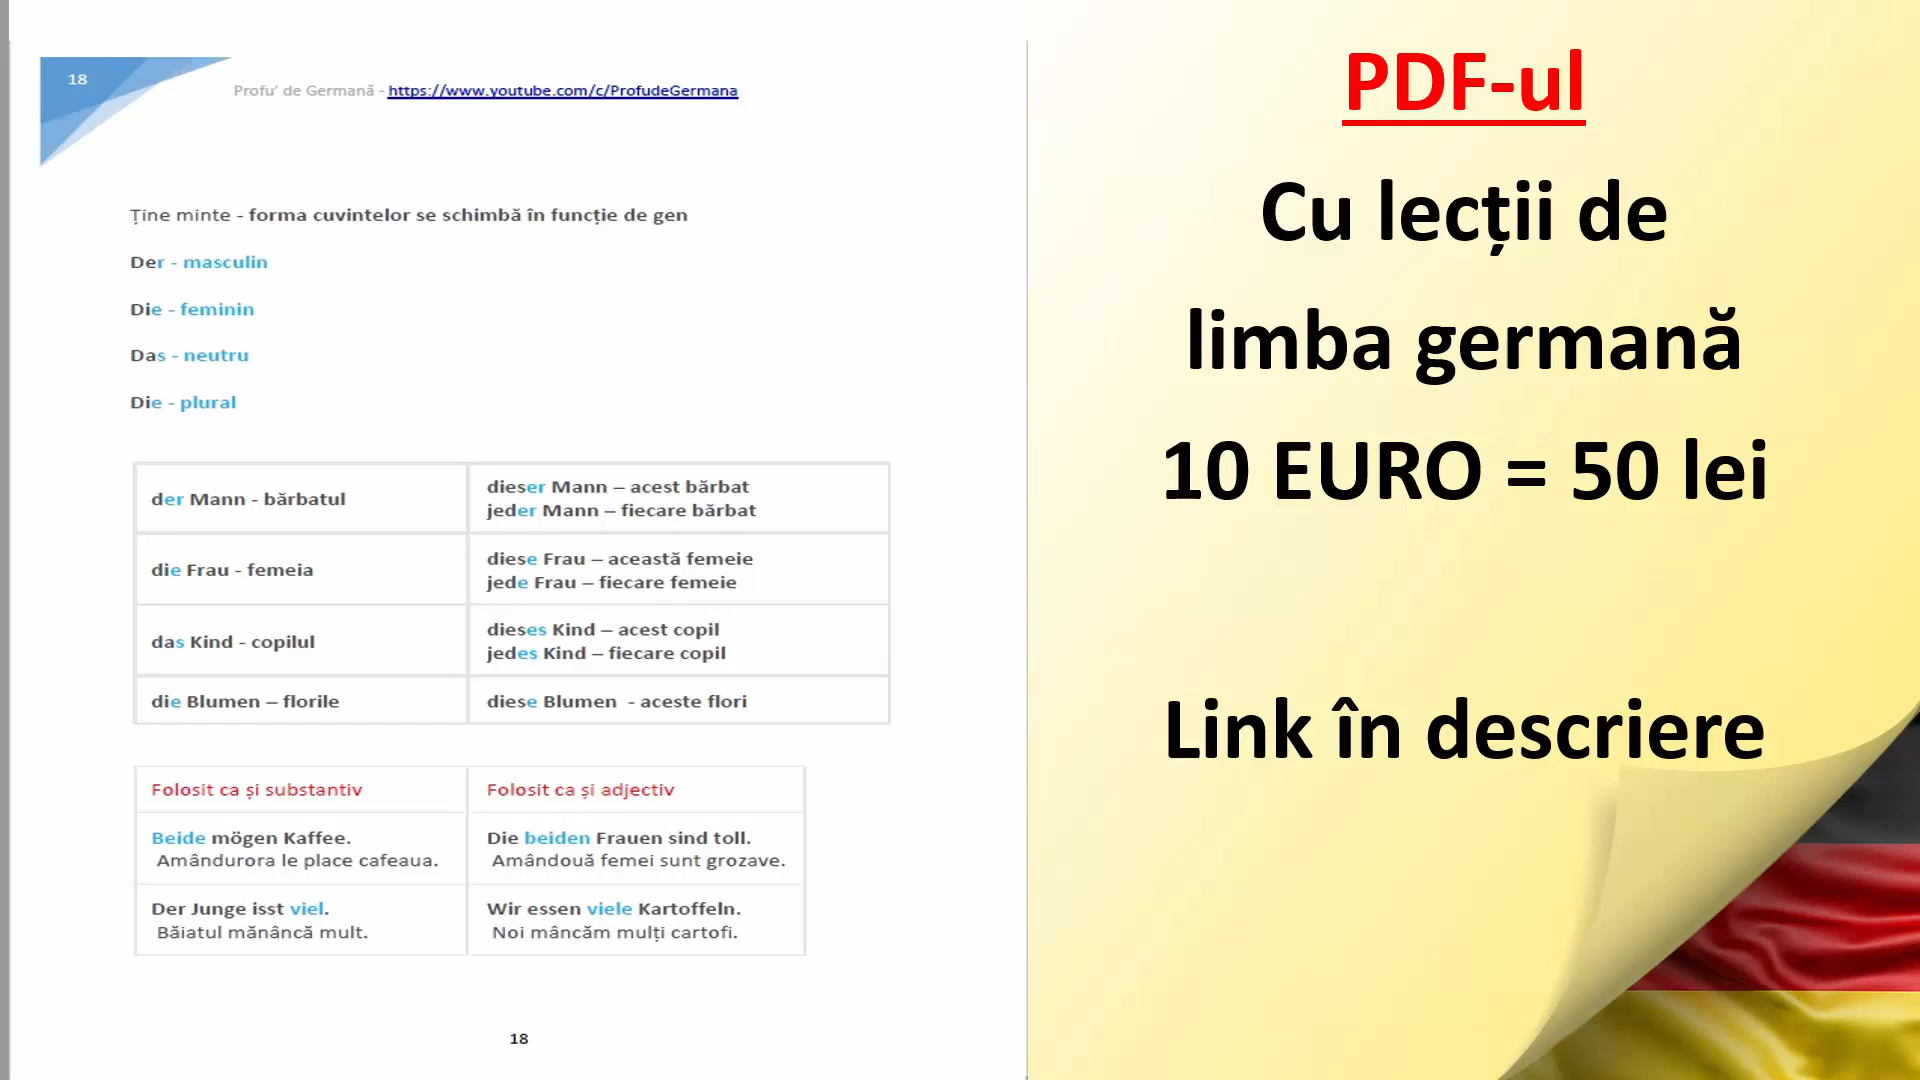 18
Profu' de Germană - https://www.youtube.com/c/ProfudeGermana
Ține minte - forma cuvintelor se schimbă în funcție de gen
Der - masculin
Die - feminin
Das - neutru
Die - plural
der Mann - bărbatul
dieser Mann – acest bărbat
jeder Mann – fiecare bărbat
die Frau - femeia
diese Frau – această femeie
jede Frau – fiecare femeie
das Kind - copilul
dieses Kind – acest copil
jedes Kind – fiecare copil
die Blumen – florile
diese Blumen - aceste flori
Folosit ca și substantiv
Folosit ca și adjectiv
Beide mögen Kaffee.
Amândurora le place cafeaua.
Die beiden Frauen sind toll.
Amândouă femei sunt grozave.
Der Junge isst viel.
Băiatul mănâncă mult.
Wir essen viele Kartoffeln.
Noi mâncăm mulți cartofi.
18
PDF-ul
Cu lecții de
limba germană
10 EURO = 50 lei
Link în descriere